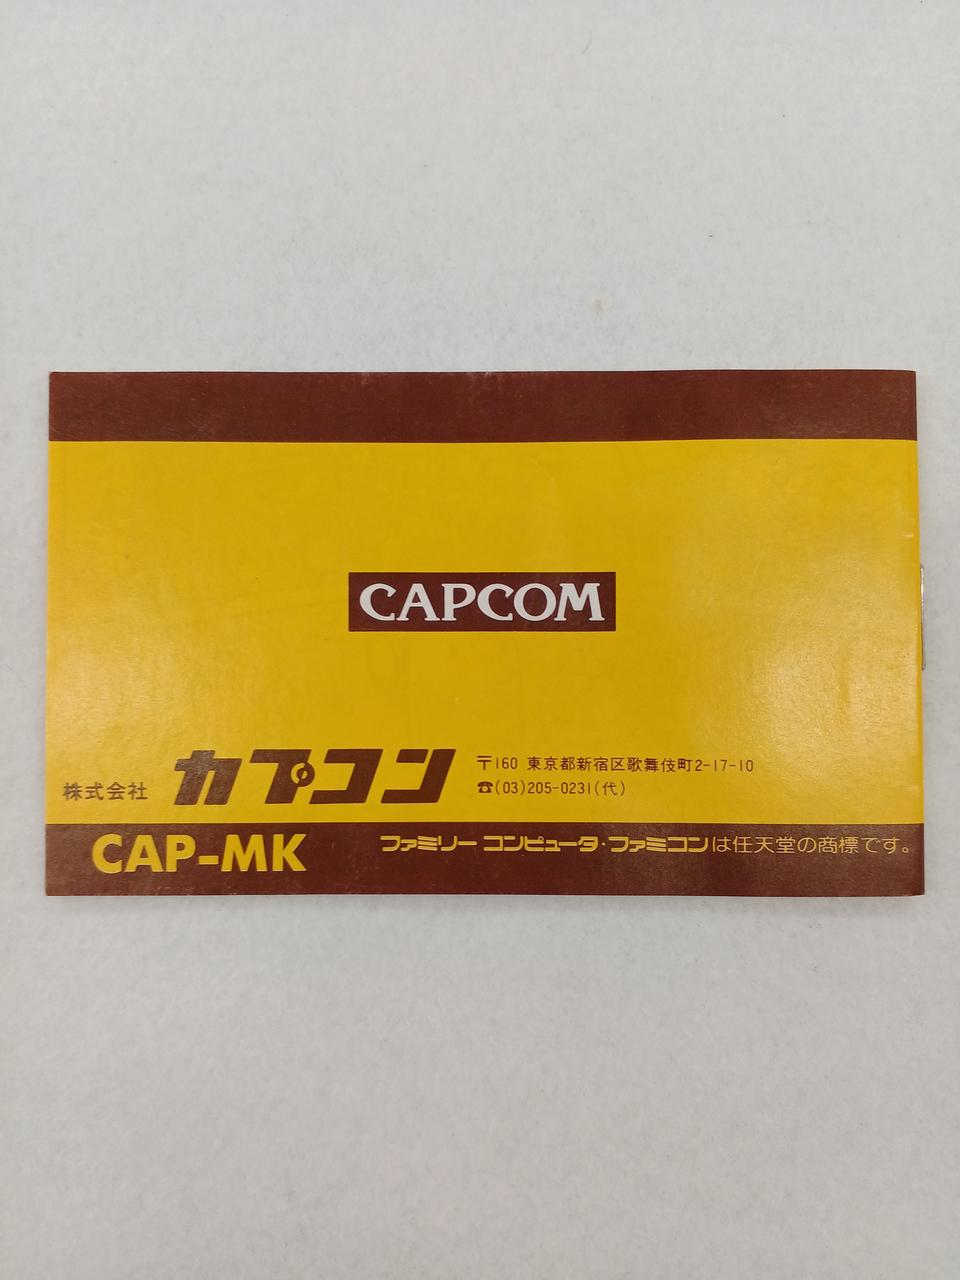 CAPCOM
株式会社 カプコン
〒160 東京都新宿区歌舞伎町2-17-10
☎(03)205-0231(代)
CAP-MK
ファミリー コンピュータ・ファミコンは任天堂の商標です。